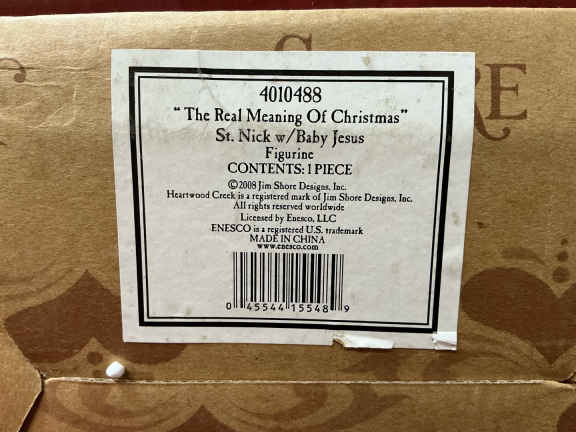 4010488
"The Real Meaning Of Christmas"
St. Nick w/Baby Jesus
Figurine
CONTENTS: 1 PIECE
©2008 Jim Shore Designs, Inc.
Heartwood Creek is a registered mark of Jim Shore Designs, Inc.
All rights reserved worldwide
Licensed by Enesco, LLC
ENESCO is a registered U.S. trademark
MADE IN CHINA
www.enesco.com
0 45544 15548 9